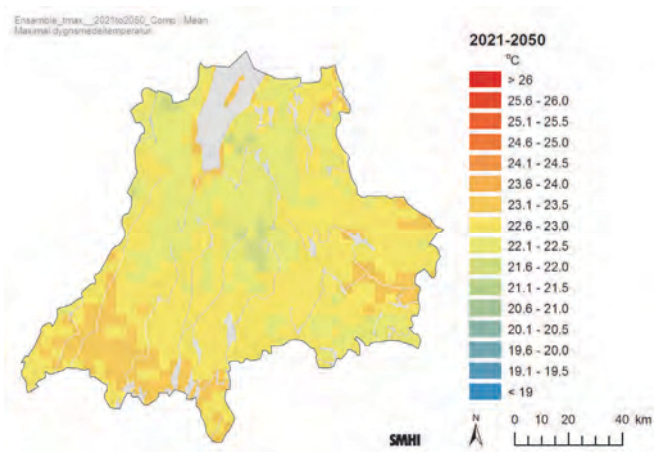 Ensemble_tmax__2021to2050_Comp : Mean
Maximal dygnsmedeltemperatur
2021-2050
°C
> 26
25.6 - 26.0
25.1 - 25.5
24.6 - 25.0
24.1 - 24.5
23.6 - 24.0
23.1 - 23.5
22.6 - 23.0
22.1 - 22.5
21.6 - 22.0
21.1 - 21.5
20.6 - 21.0
20.1 - 20.5
19.6 - 20.0
19.1 - 19.5
< 19
SMHI
N
0 10 20 40 km